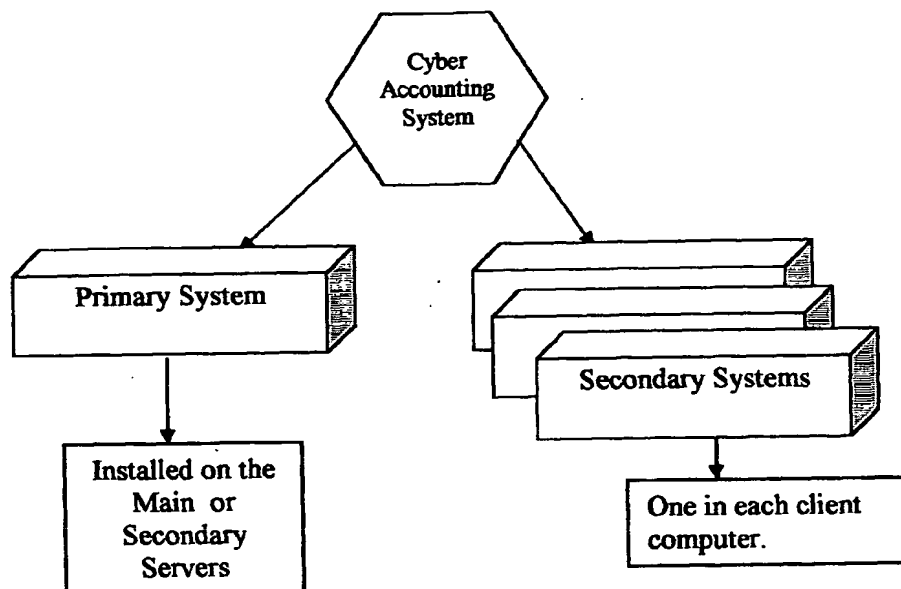 Cyber
Accounting
System
Primary System
Secondary Systems
Installed on the
Main or
Secondary
Servers
One in each client
computer.